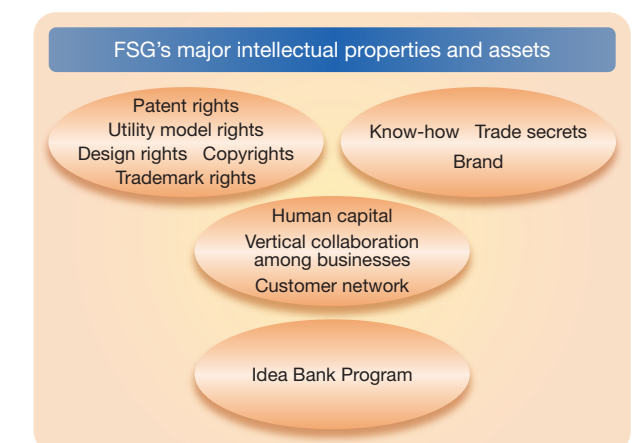 FSG's major intellectual properties and assets
Patent rights
Utility model rights
Design rights Copyrights
Trademark rights
Know-how Trade secrets
Brand
Human capital
Vertical collaboration
among businesses
Customer network
Idea Bank Program